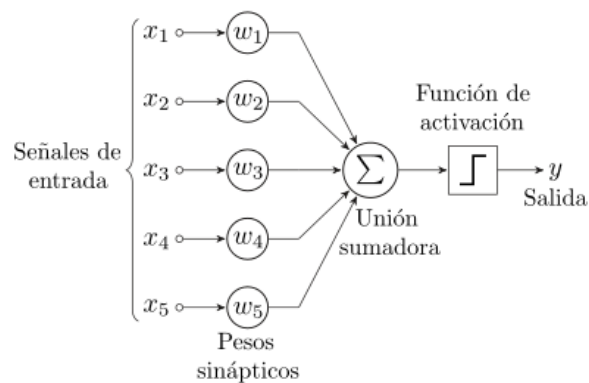 x₁
w₁
x₂
w₂
Función de
activación
Señales de
entrada
x₃
w₃
Σ
y
Salida
Unión
sumadora
x₄
w₄
x₅
w₅
Pesos
sinápticos